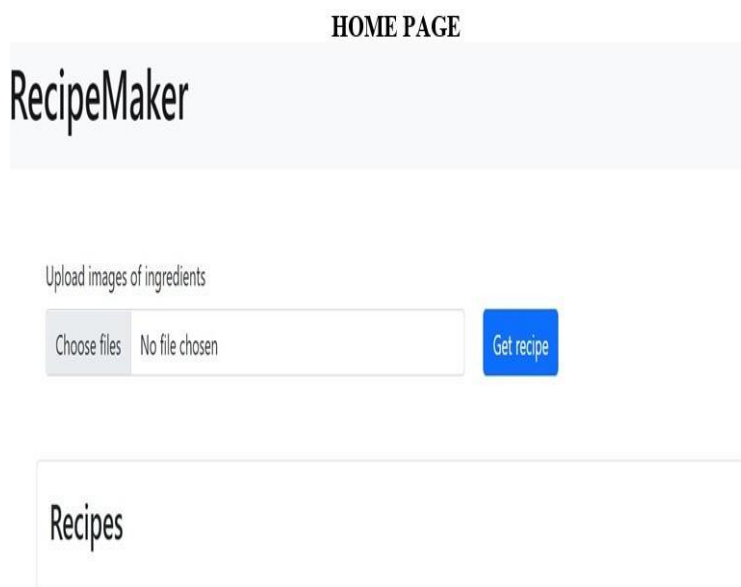 HOME PAGE
RecipeMaker
Upload images of ingredients
Choose files No file chosen Get recipe
Recipes